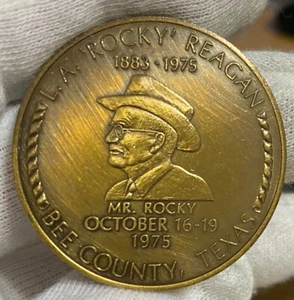 L. A. 'ROCKY' REAGAN
1883 - 1975
MR. ROCKY
OCTOBER 16-19
1975
BEE COUNTY, TEXAS